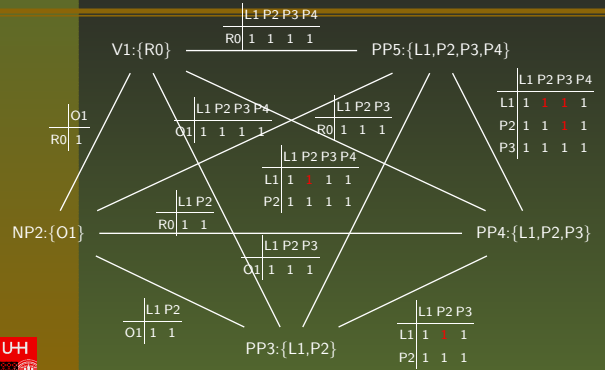 L1 P2 P3 P4
R0 1 1 1 1
V1:{R0}
PP5:{L1,P2,P3,P4}
L1 P2 P3 P4
L1 1 1 1 1
P2 1 1 1
P3 1 1 1 1
O1
R0 1
L1 P2 P3 P4
O1 1 1 1 1
L1 P2 P3
R0 1 1 1
L1 P2 P3 P4
L1 1 1 1 1
P2 1 1 1 1
L1 P2
R0 1 1
NP2:{O1}
PP4:{L1,P2,P3}
L1 P2 P3
O1 1 1 1
L1 P2
O1 1 1
L1 P2 P3
L1 1 1 1
P2 1 1 1
PP3:{L1,P2}
UH